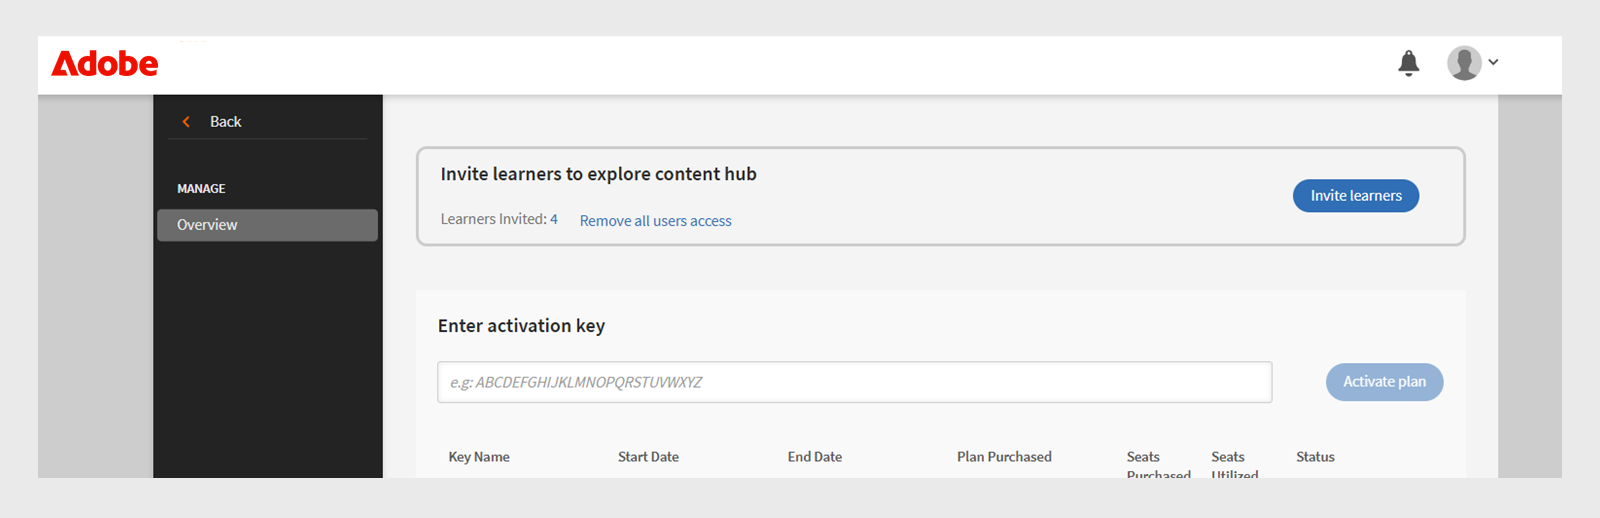 Adobe
Back
MANAGE
Overview
Invite learners to explore content hub
Learners Invited: 4 Remove all users access
Invite learners
Enter activation key
e.g: ABCDEFGHIJKLMNOPQRSTUVWXYZ
Activate plan
Key Name Start Date End Date Plan Purchased Seats Purchased Seats Utilized Status